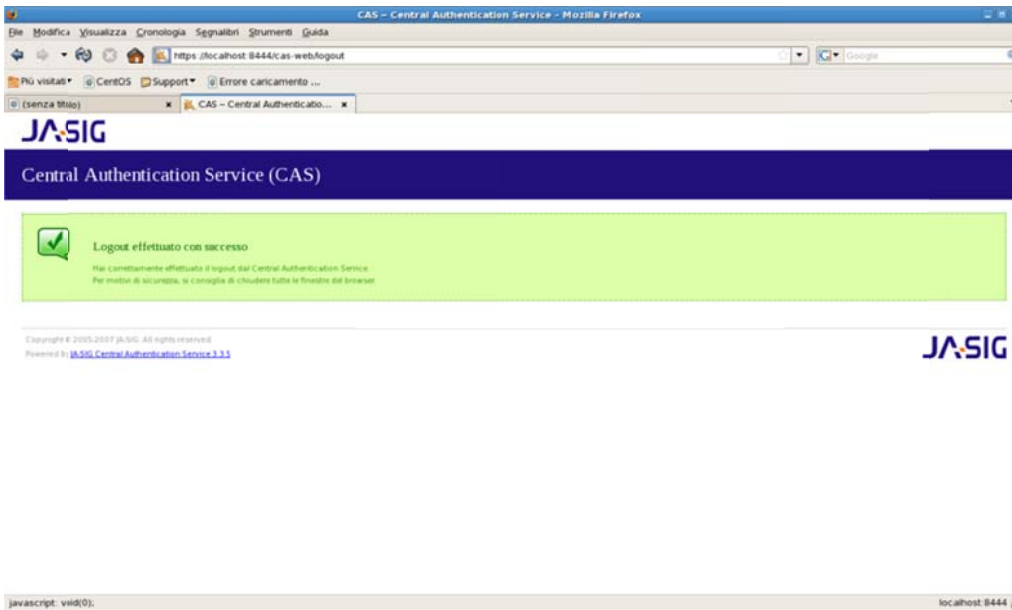 CAS – Central Authentication Service - Mozilla Firefox
File Modifica Visualizza Cronologia Segnalibri Strumenti Guida
https://localhost:8444/cas-web/logout
Google
Più visitati CentOS Support Errore caricamento ...
(senza titolo) CAS – Central Authenticatio...
JA-SIG
Central Authentication Service (CAS)
Logout effettuato con successo
Hai correttamente effettuato il logout dal Central Authentication Service.
Per motivi di sicurezza, si consiglia di chiudere tutte le finestre del browser.
Copyright © 2005-2007 JA-SIG. All rights reserved.
Powered by JA-SIG Central Authentication Service 3.3.5
JA-SIG
javascript: void(0);
localhost:8444